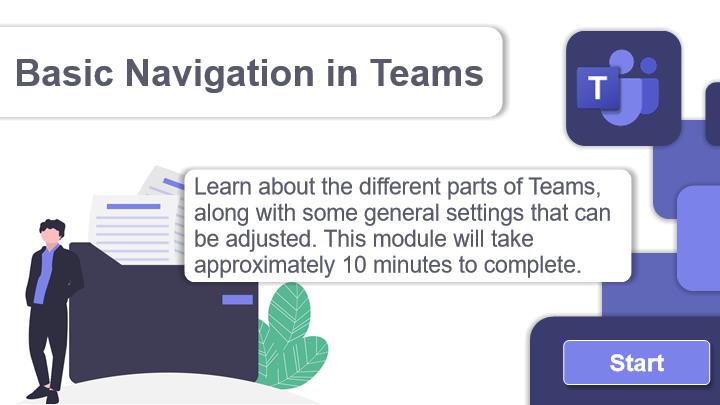 Basic Navigation in Teams
T
Learn about the different parts of Teams,
along with some general settings that can
be adjusted. This module will take
approximately 10 minutes to complete.
Start